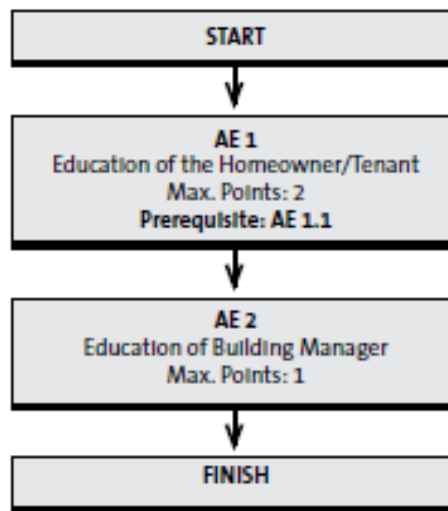 START
AE 1
Education of the Homeowner/Tenant
Max. Points: 2
Prerequisite: AE 1.1
AE 2
Education of Building Manager
Max. Points: 1
FINISH